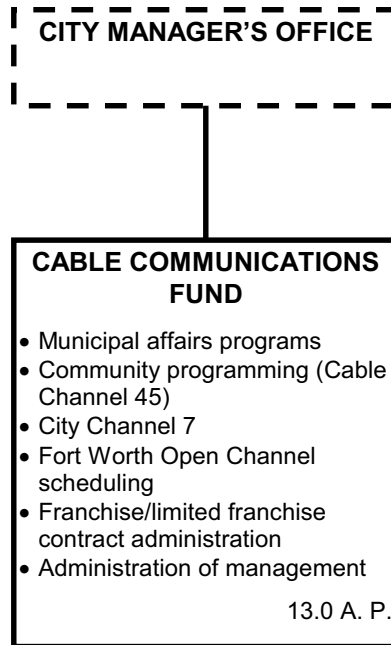 CITY MANAGER’S OFFICE
CABLE COMMUNICATIONS
FUND
• Municipal affairs programs
• Community programming (Cable
Channel 45)
• City Channel 7
• Fort Worth Open Channel
scheduling
• Franchise/limited franchise
contract administration
• Administration of management
13.0 A. P.